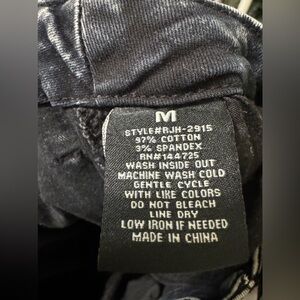 M
STYLE#RJH-2915
97% COTTON
3% SPANDEX
RN#144725
WASH INSIDE OUT
MACHINE WASH COLD
GENTLE CYCLE
WITH LIKE COLORS
DO NOT BLEACH
LINE DRY
LOW IRON IF NEEDED
MADE IN CHINA